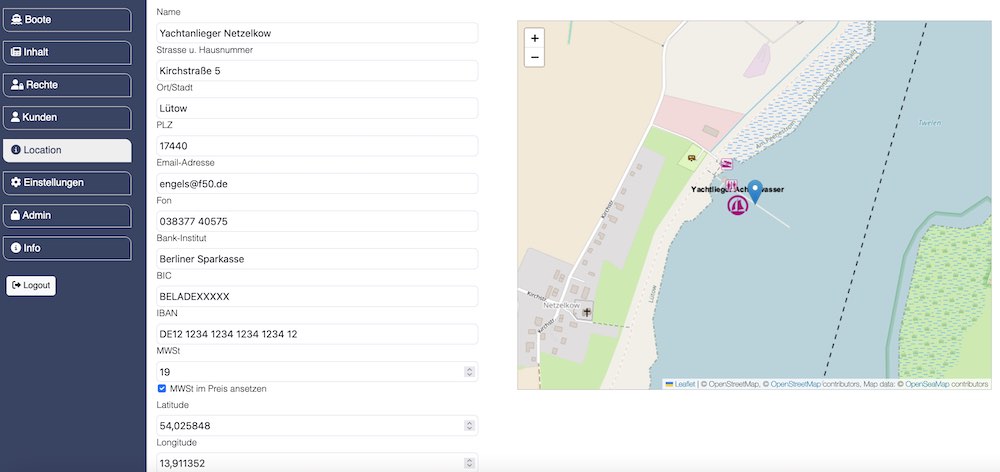 Boote
Inhalt
Rechte
Kunden
Location
Einstellungen
Admin
Info
Logout
Name
Yachtanlieger Netzelkow
Strasse u. Hausnummer
Kirchstraße 5
Ort/Stadt
Lütow
PLZ
17440
Email-Adresse
engels@f50.de
Fon
038377 40575
Bank-Institut
Berliner Sparkasse
BIC
BELADEXXXXX
IBAN
DE12 1234 1234 1234 1234 12
MWSt
19
MWSt im Preis ansetzen
Latitude
54,025848
Longitude
13,911352
+
−
Twelen
Kirchstr
Lütow
Kirchstr
Netzelkow
Kirchstr
Leaflet | © OpenStreetMap, © OpenStreetMap contributors, Map data: © OpenSeaMap contributors